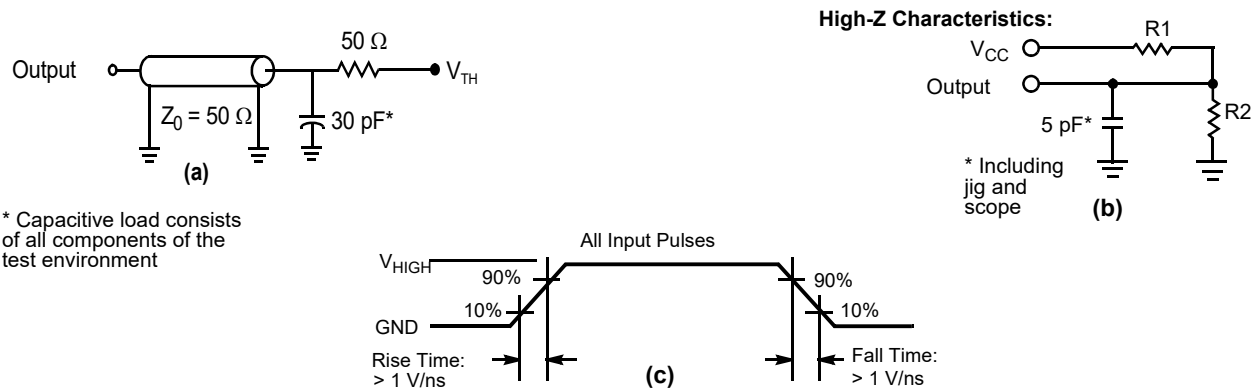 High-Z Characteristics:
50 Ω
Output
V_TH
Z_0 = 50 Ω
30 pF*
(a)
* Capacitive load consists
of all components of the
test environment
V_CC
R1
Output
R2
5 pF*
* Including
jig and
scope
(b)
All Input Pulses
V_HIGH
90%
90%
10%
10%
GND
Rise Time:
> 1 V/ns
(c)
Fall Time:
> 1 V/ns